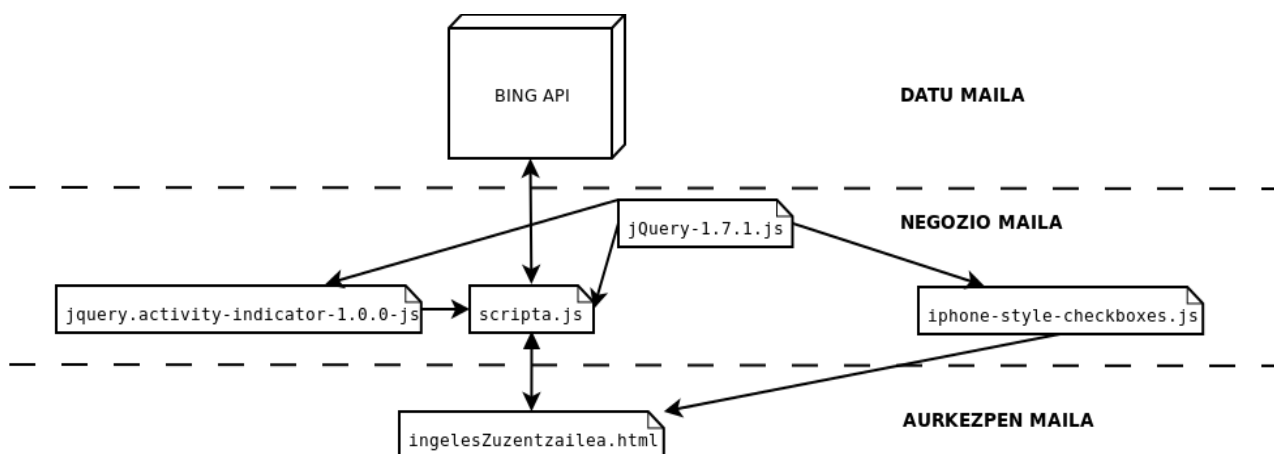 BING API
DATU MAILA
jQuery-1.7.1.js
NEGOZIO MAILA
jquery.activity-indicator-1.0.0-js
scripta.js
iphone-style-checkboxes.js
ingelesZuzentzailea.html
AURKEZPEN MAILA